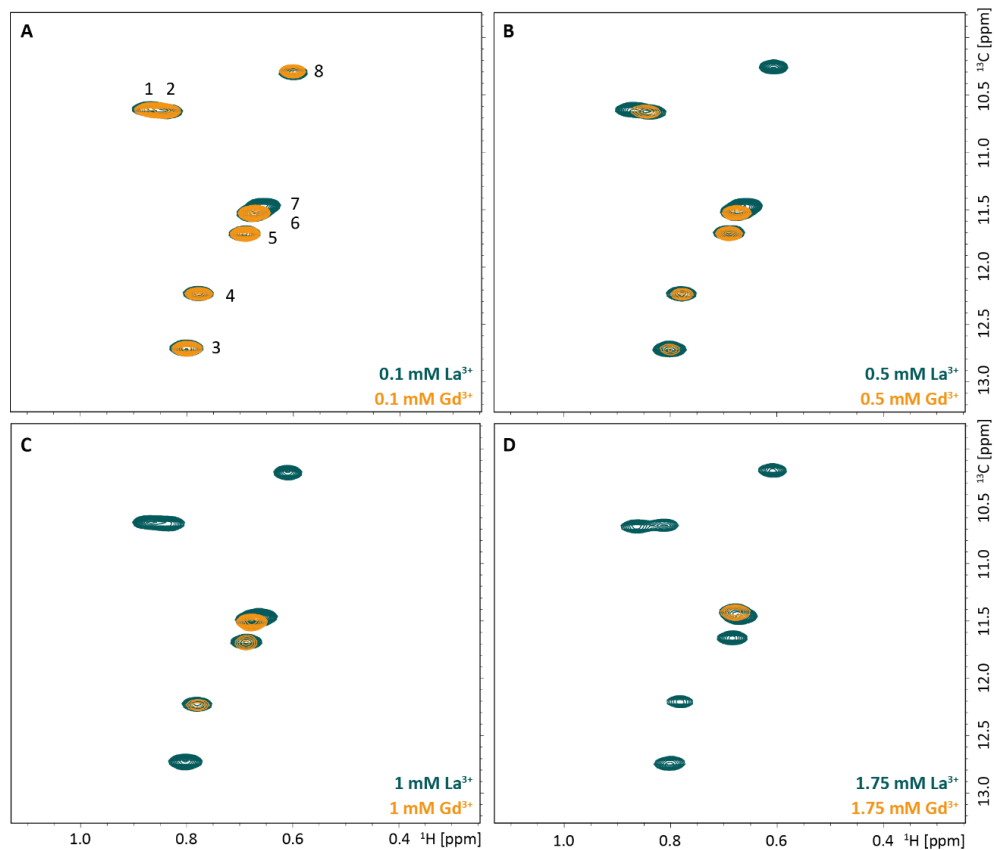 A
1 2
8
7
6
5
4
3
0.1 mM La³⁺
0.1 mM Gd³⁺
B
¹³C [ppm]
10.5
11.0
11.5
12.0
12.5
13.0
0.5 mM La³⁺
0.5 mM Gd³⁺
C
1 mM La³⁺
1 mM Gd³⁺
1.0
0.8
0.6
0.4
¹H [ppm]
D
¹³C [ppm]
10.5
11.0
11.5
12.0
12.5
13.0
1.75 mM La³⁺
1.75 mM Gd³⁺
1.0
0.8
0.6
¹H [ppm]
0.4